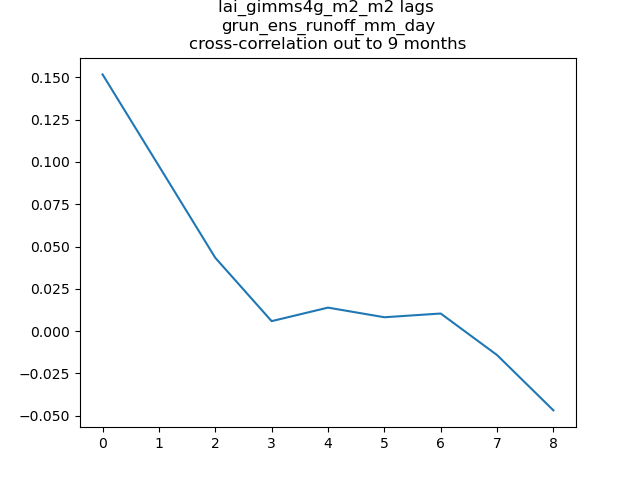 lai_gimms4g_m2_m2 lags
grun_ens_runoff_mm_day
cross-correlation out to 9 months
0.150
0.125
0.100
0.075
0.050
0.025
0.000
−0.025
−0.050
0 1 2 3 4 5 6 7 8